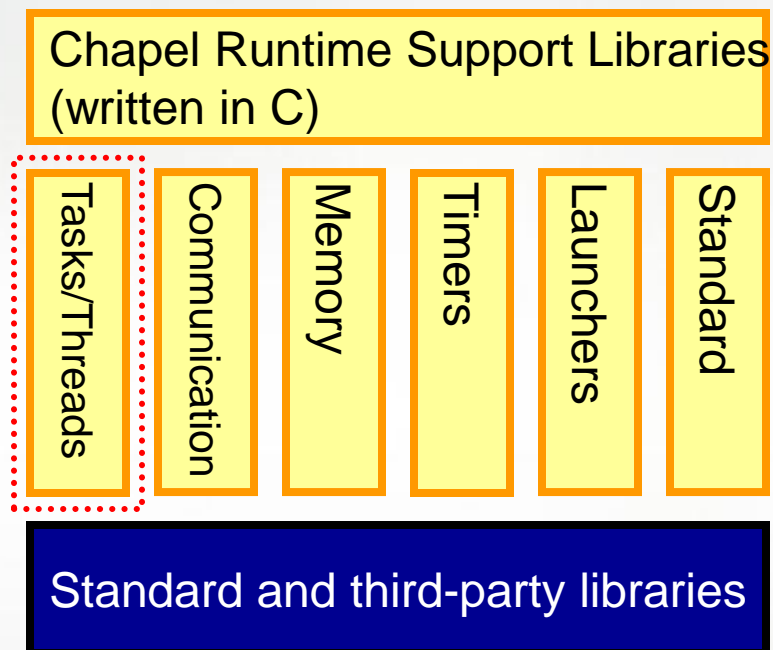 Chapel Runtime Support Libraries
(written in C)
Tasks/Threads
Communication
Memory
Timers
Launchers
Standard
Standard and third-party libraries